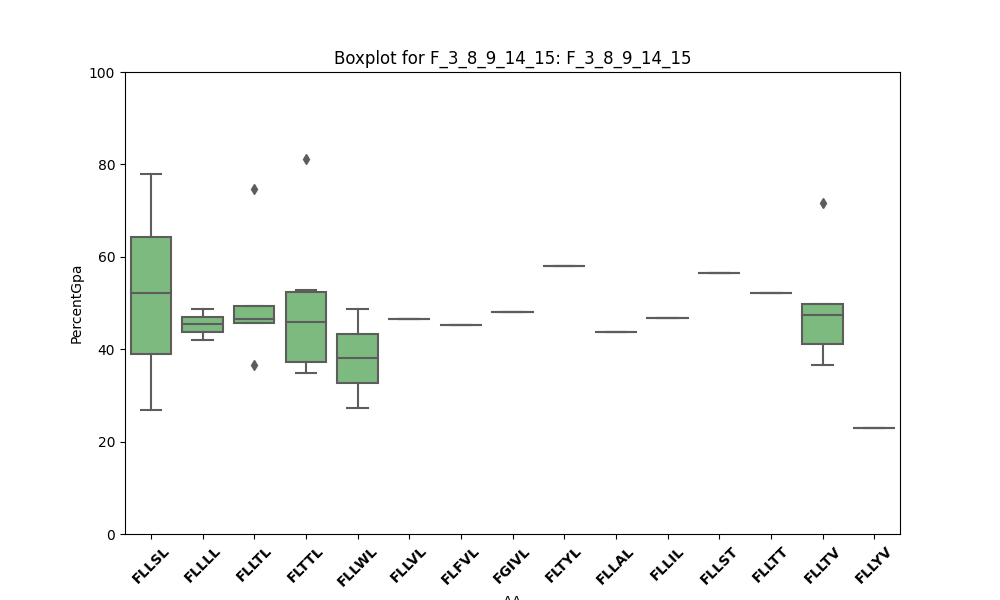 Boxplot for F_3_8_9_14_15: F_3_8_9_14_15
100
80
60
40
20
0
PercentGpa
FLLSL
FLLLL
FLLTL
FLTTL
FLLWL
FLLVL
FLFVL
FGIVL
FLTYL
FLLAL
FLLIL
FLLST
FLLTT
FLLTV
FLLYV
AA